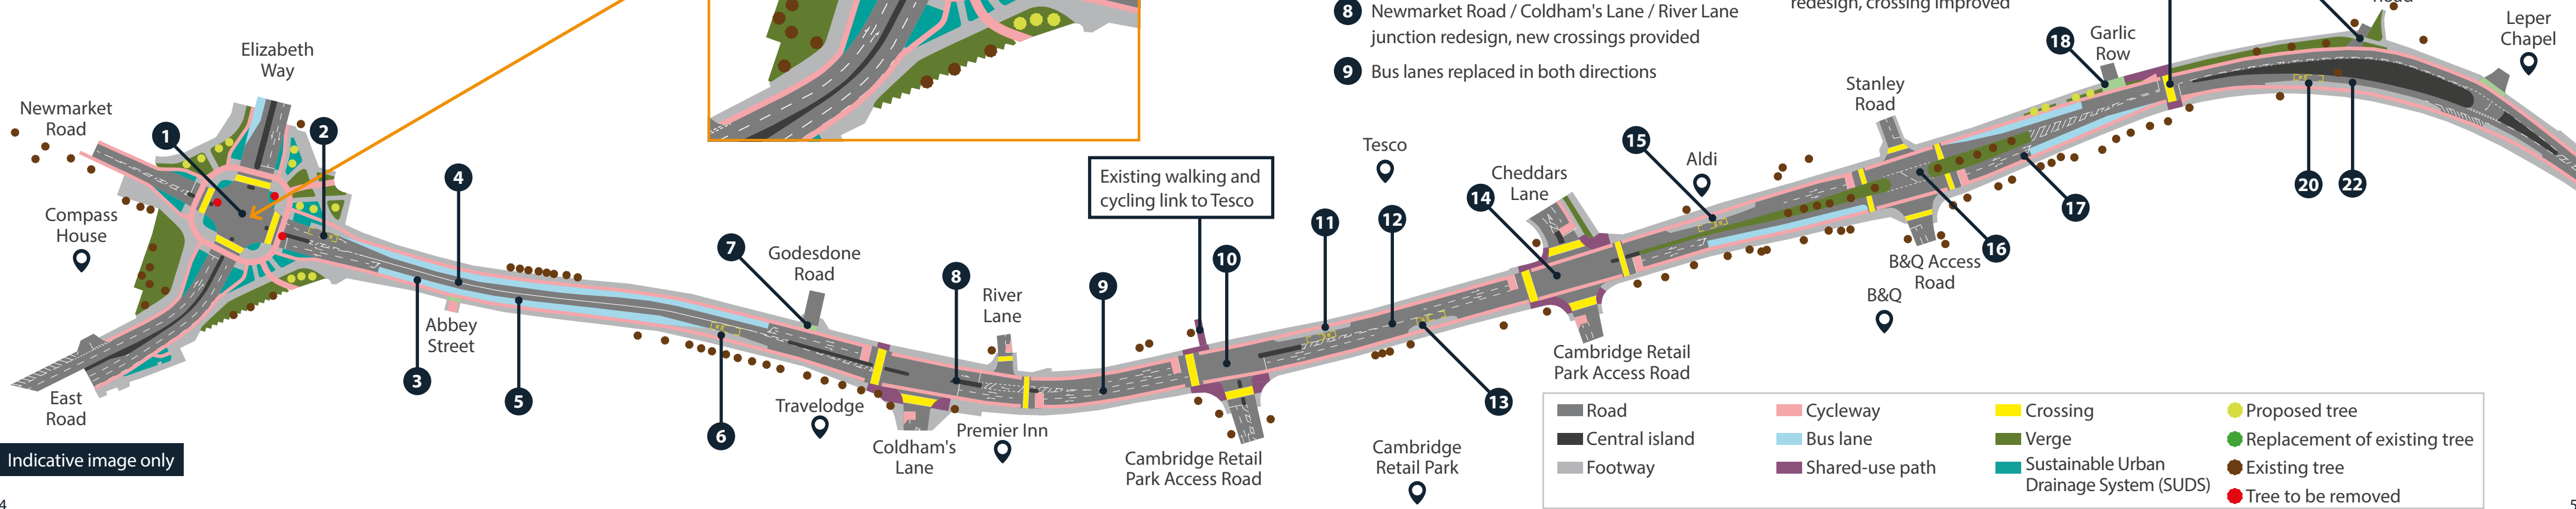 8 Newmarket Road / Coldham's Lane / River Lane
junction redesign, new crossings provided
9 Bus lanes replaced in both directions
redesign, crossing improved
Road
Leper
Chapel
18
Garlic
Row
Stanley
Road
Elizabeth
Way
Newmarket
Road
1
2
Compass
House
4
Existing walking and
cycling link to Tesco
Tesco
15
Aldi
Cheddars
Lane
14
20
22
17
16
B&Q Access
Road
B&Q
7
Godesdone
Road
8
River
Lane
9
10
11
12
Abbey
Street
3
5
6
Travelodge
Coldham's
Lane
Premier Inn
Cambridge Retail
Park Access Road
13
Cambridge Retail
Park Access Road
Cambridge
Retail Park
East
Road
Indicative image only
4
Road
Central island
Footway
Cycleway
Bus lane
Shared-use path
Crossing
Verge
Sustainable Urban
Drainage System (SUDS)
Proposed tree
Replacement of existing tree
Existing tree
Tree to be removed
5